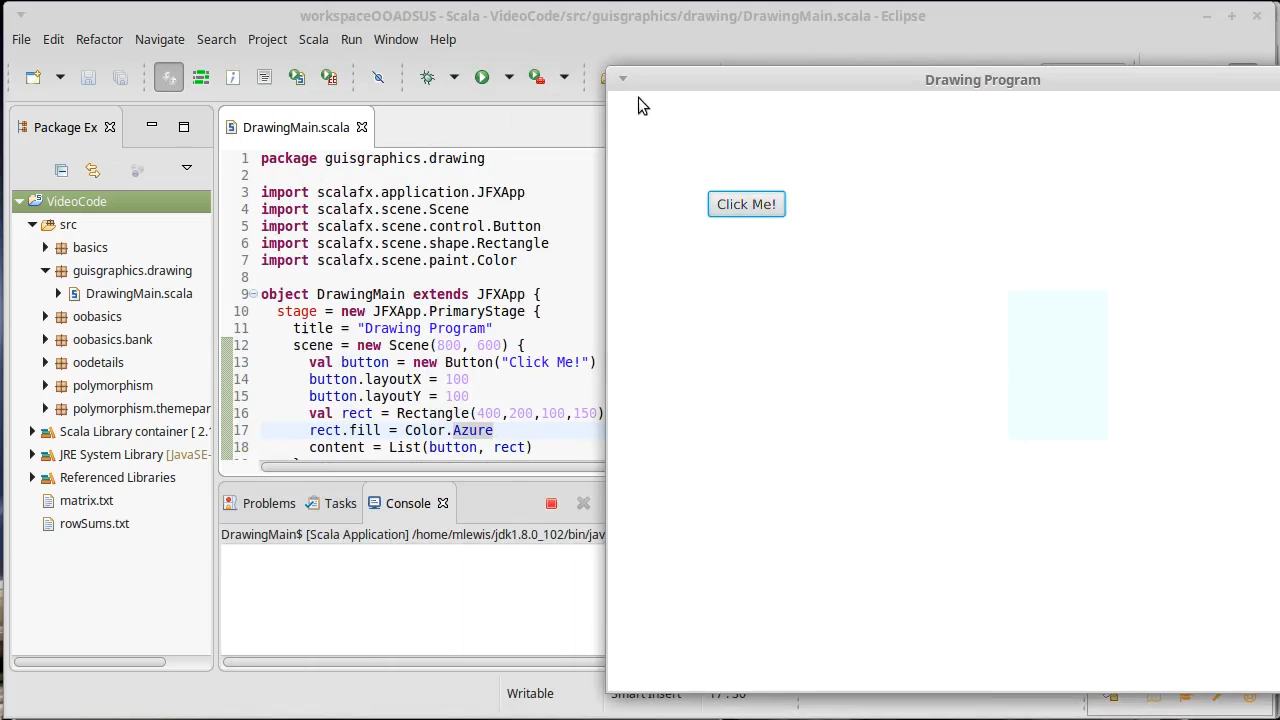 workspaceOOADSUS - Scala - VideoCode/src/guisgraphics/drawing/DrawingMain.scala - Eclipse
File Edit Refactor Navigate Search Project Scala Run Window Help
Drawing Program
Package Ex
DrawingMain.scala
VideoCode
src
basics
guisgraphics.drawing
DrawingMain.scala
oobasics
oobasics.bank
oodetails
polymorphism
polymorphism.themepar
Scala Library container [ 2.
JRE System Library [JavaSE-
Referenced Libraries
matrix.txt
rowSums.txt
1 package guisgraphics.drawing
2
3 import scalafx.application.JFXApp
4 import scalafx.scene.Scene
5 import scalafx.scene.control.Button
6 import scalafx.scene.shape.Rectangle
7 import scalafx.scene.paint.Color
8
9 object DrawingMain extends JFXApp {
10 stage = new JFXApp.PrimaryStage {
11 title = "Drawing Program"
12 scene = new Scene(800, 600) {
13 val button = new Button("Click Me!")
14 button.layoutX = 100
15 button.layoutY = 100
16 val rect = Rectangle(400,200,100,150)
17 rect.fill = Color.Azure
18 content = List(button, rect)
Click Me!
Problems Tasks Console
DrawingMain$ [Scala Application] /home/mlewis/jdk1.8.0_102/bin/jav
Writable